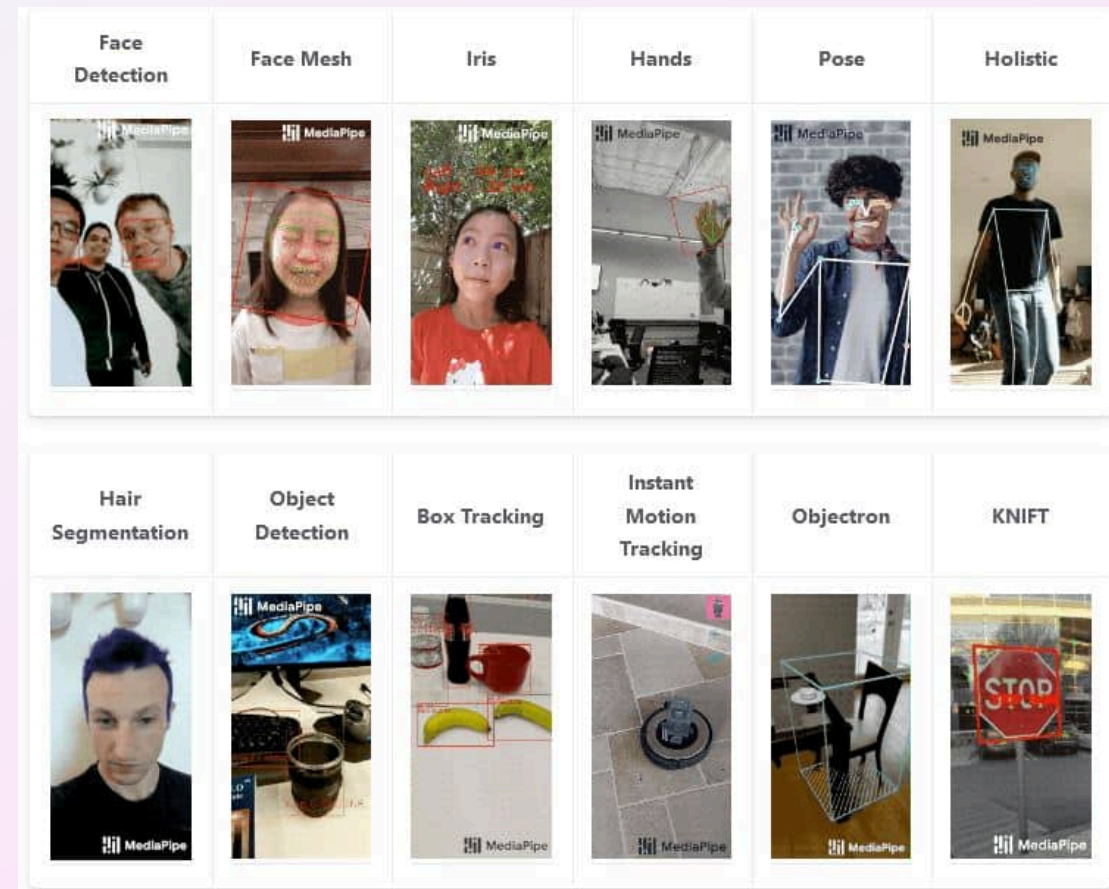 Face
Detection
Face Mesh
Iris
Hands
Pose
Holistic
MediaPipe
MediaPipe
MediaPipe
MediaPipe
MediaPipe
MediaPipe
Hair
Segmentation
Object
Detection
Box Tracking
Instant
Motion
Tracking
Objectron
KNIFT
MediaPipe
STOP
MediaPipe
MediaPipe
MediaPipe
MediaPipe
MediaPipe